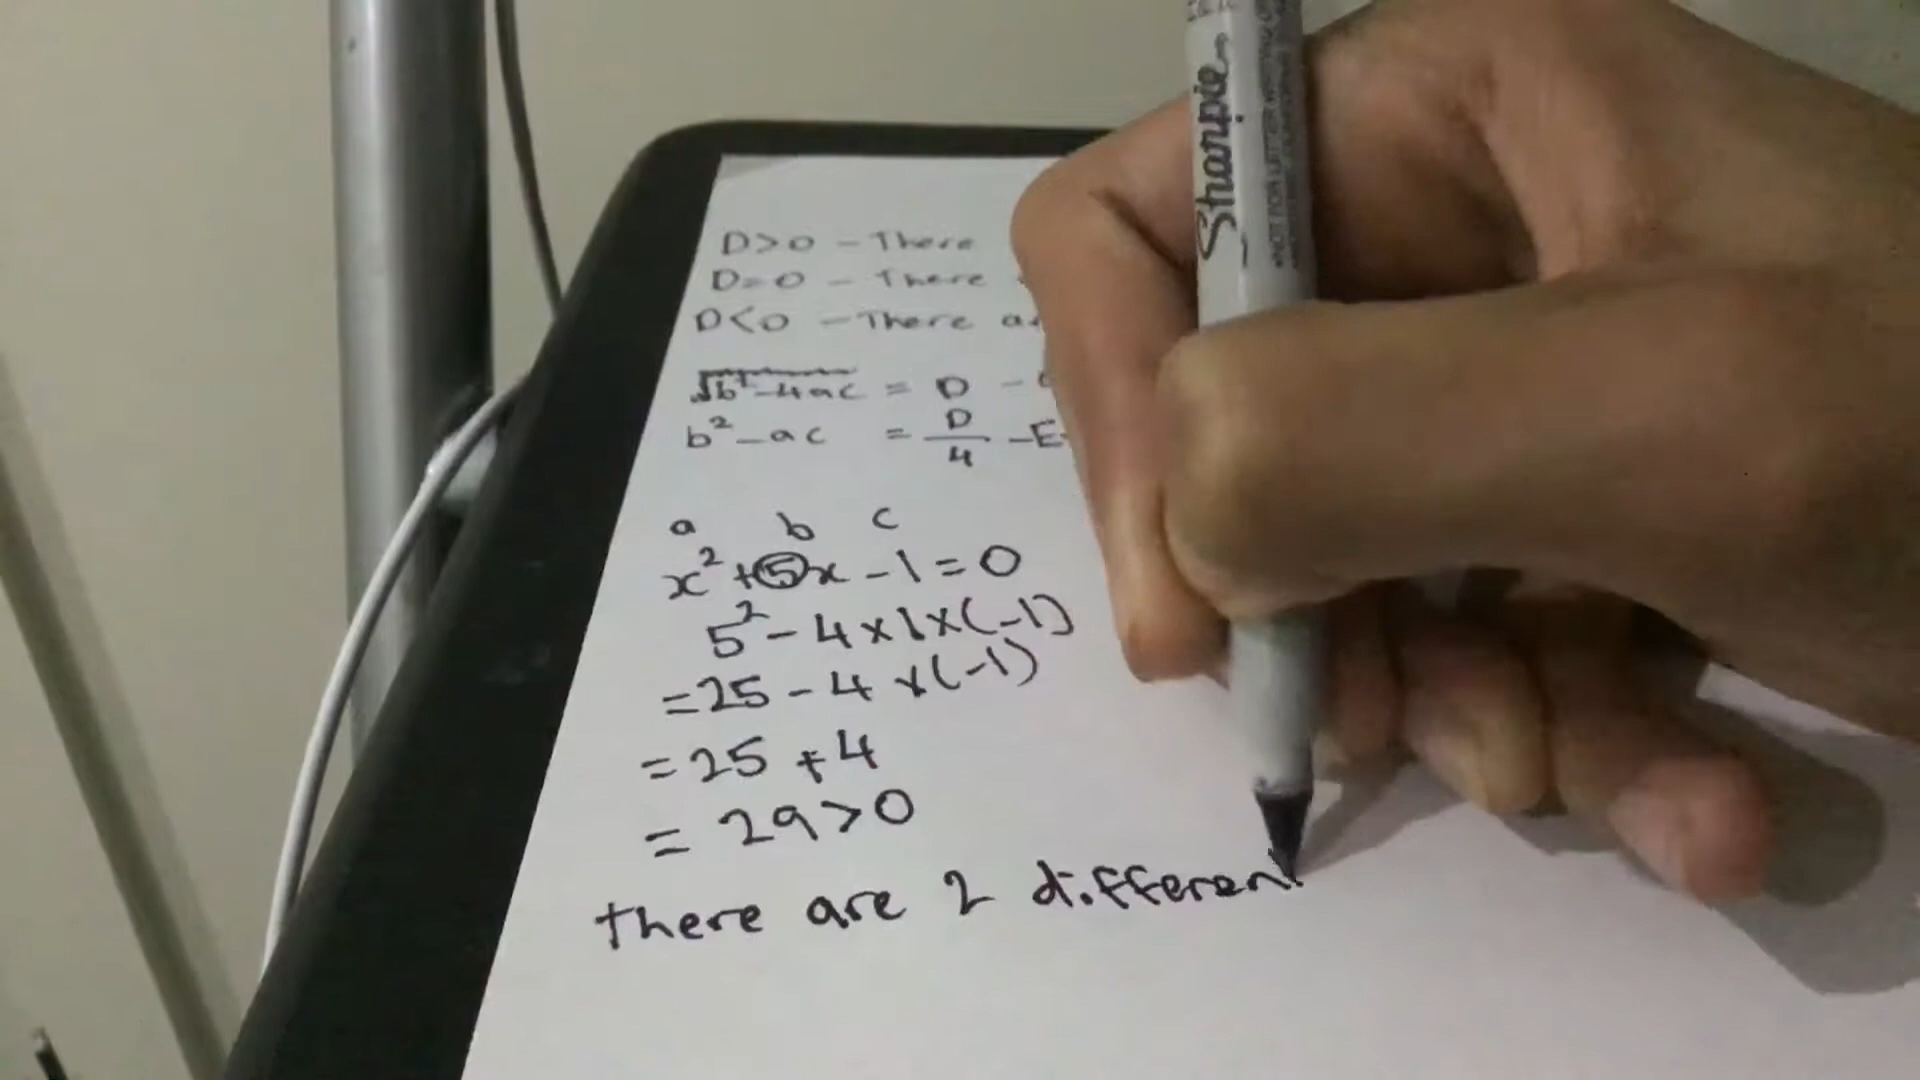 Sharpie
D>0 - There
D=0 - There
D<0 - There
√b²-4ac = D -
b²-ac = D/4 -
a b c
x²+5x-1=0
5²-4×1×(-1)
=25-4×(-1)
=25+4
=29>0
there are 2 different